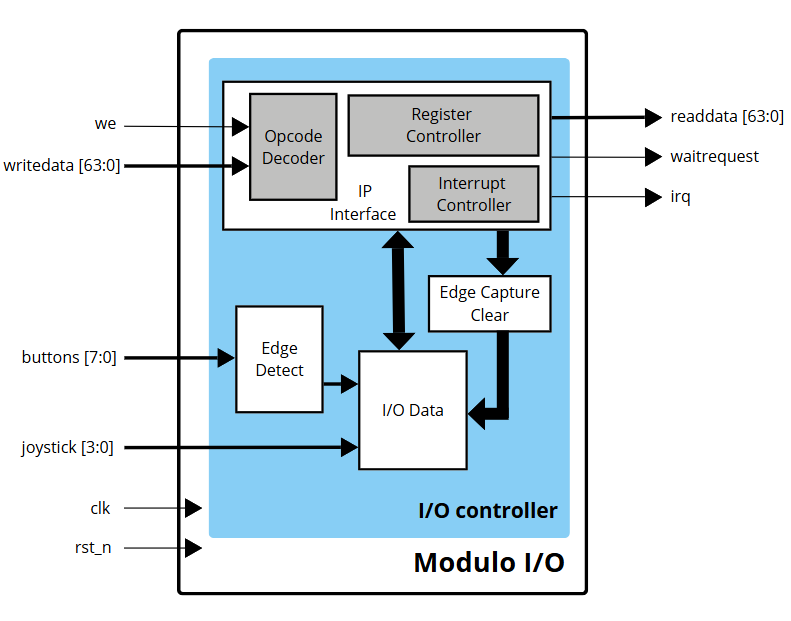 we
writedata [63:0]
Opcode
Decoder
Register
Controller
IP
Interface
Interrupt
Controller
readdata [63:0]
waitrequest
irq
Edge Capture
Clear
buttons [7:0]
Edge
Detect
I/O Data
joystick [3:0]
clk
rst_n
I/O controller
Modulo I/O